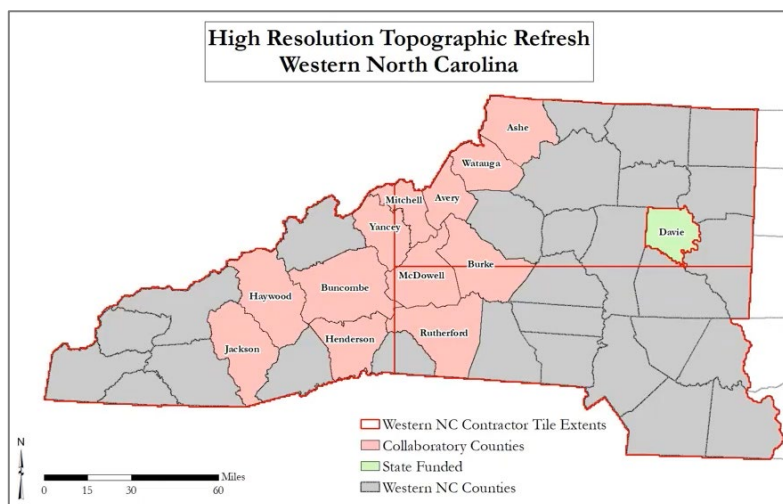 High Resolution Topographic Refresh
Western North Carolina
Ashe
Watauga
Mitchell
Avery
Yancey
Davie
Burke
McDowell
Buncombe
Haywood
Rutherford
Henderson
Jackson
Western NC Contractor Tile Extents
Collaboratory Counties
State Funded
Western NC Counties
N
Miles
0 15 30 60